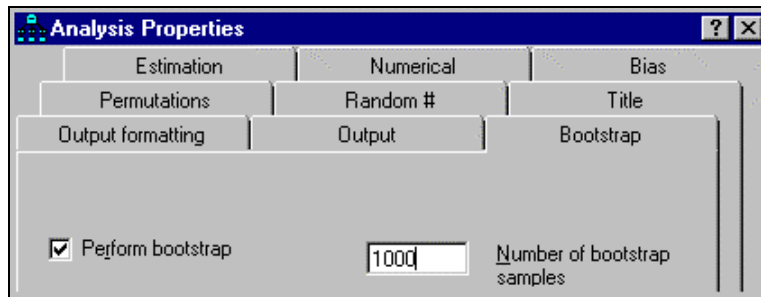 Analysis Properties
Estimation Numerical Bias
Permutations Random # Title
Output formatting Output Bootstrap
Perform bootstrap 1000 Number of bootstrap
samples